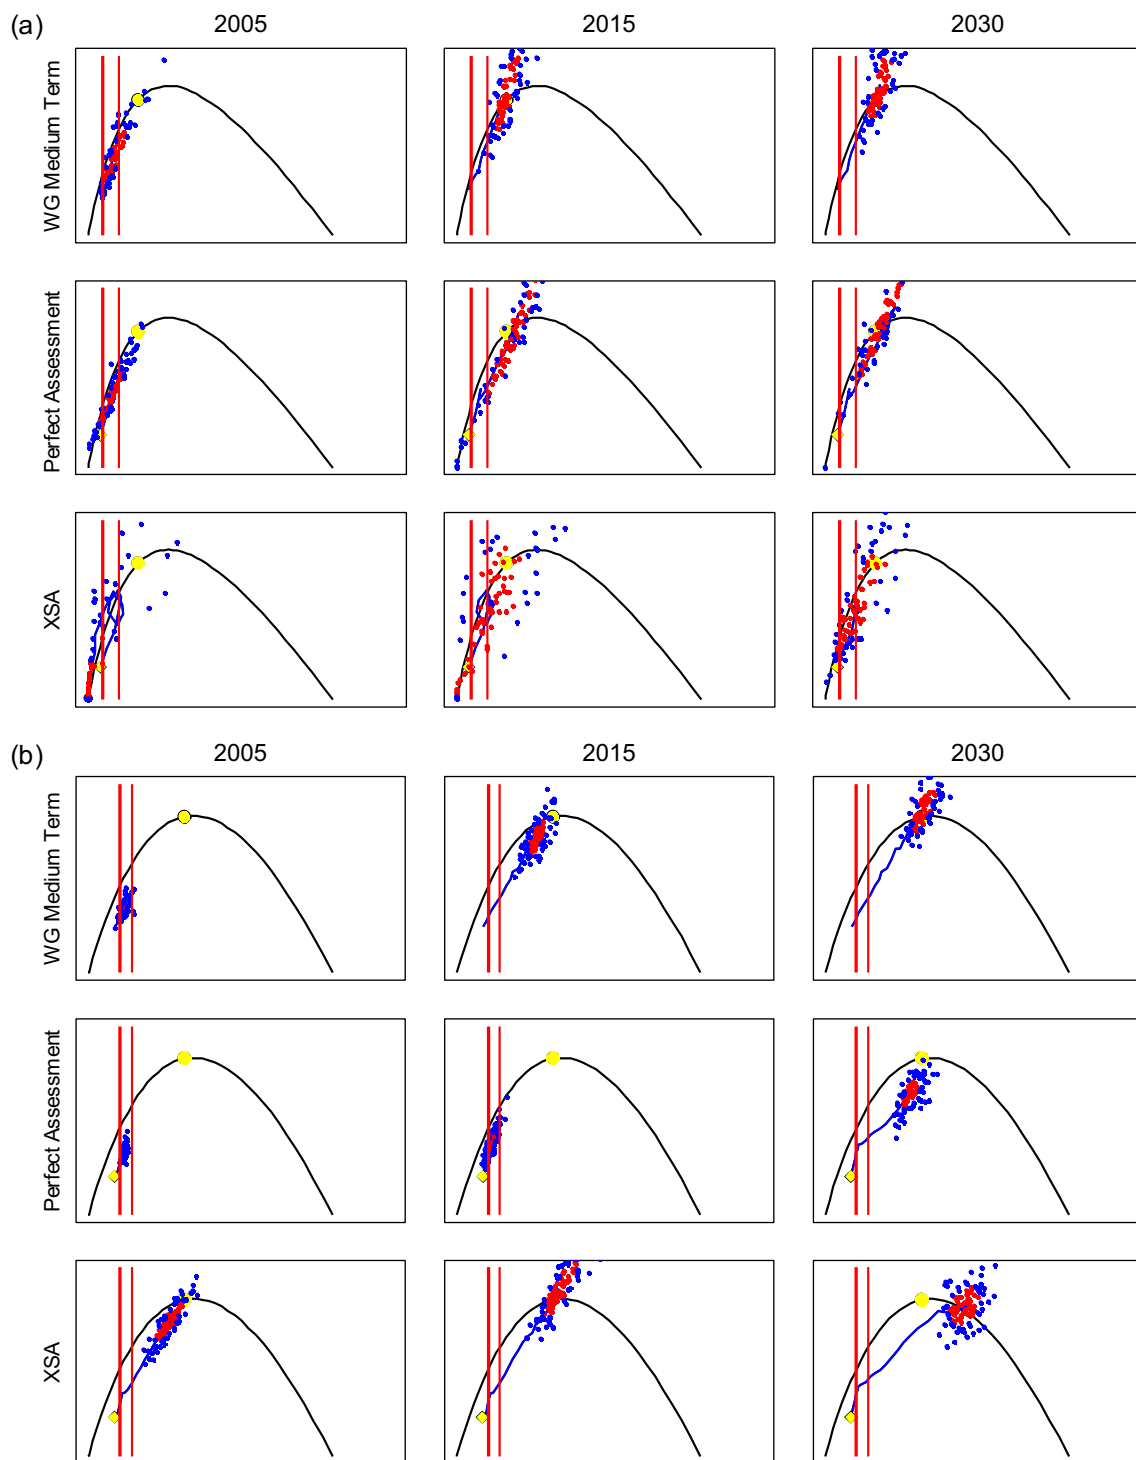 (a)
2005 2015 2030
WG Medium Term
Perfect Assessment
XSA
(b)
2005 2015 2030
WG Medium Term
Perfect Assessment
XSA